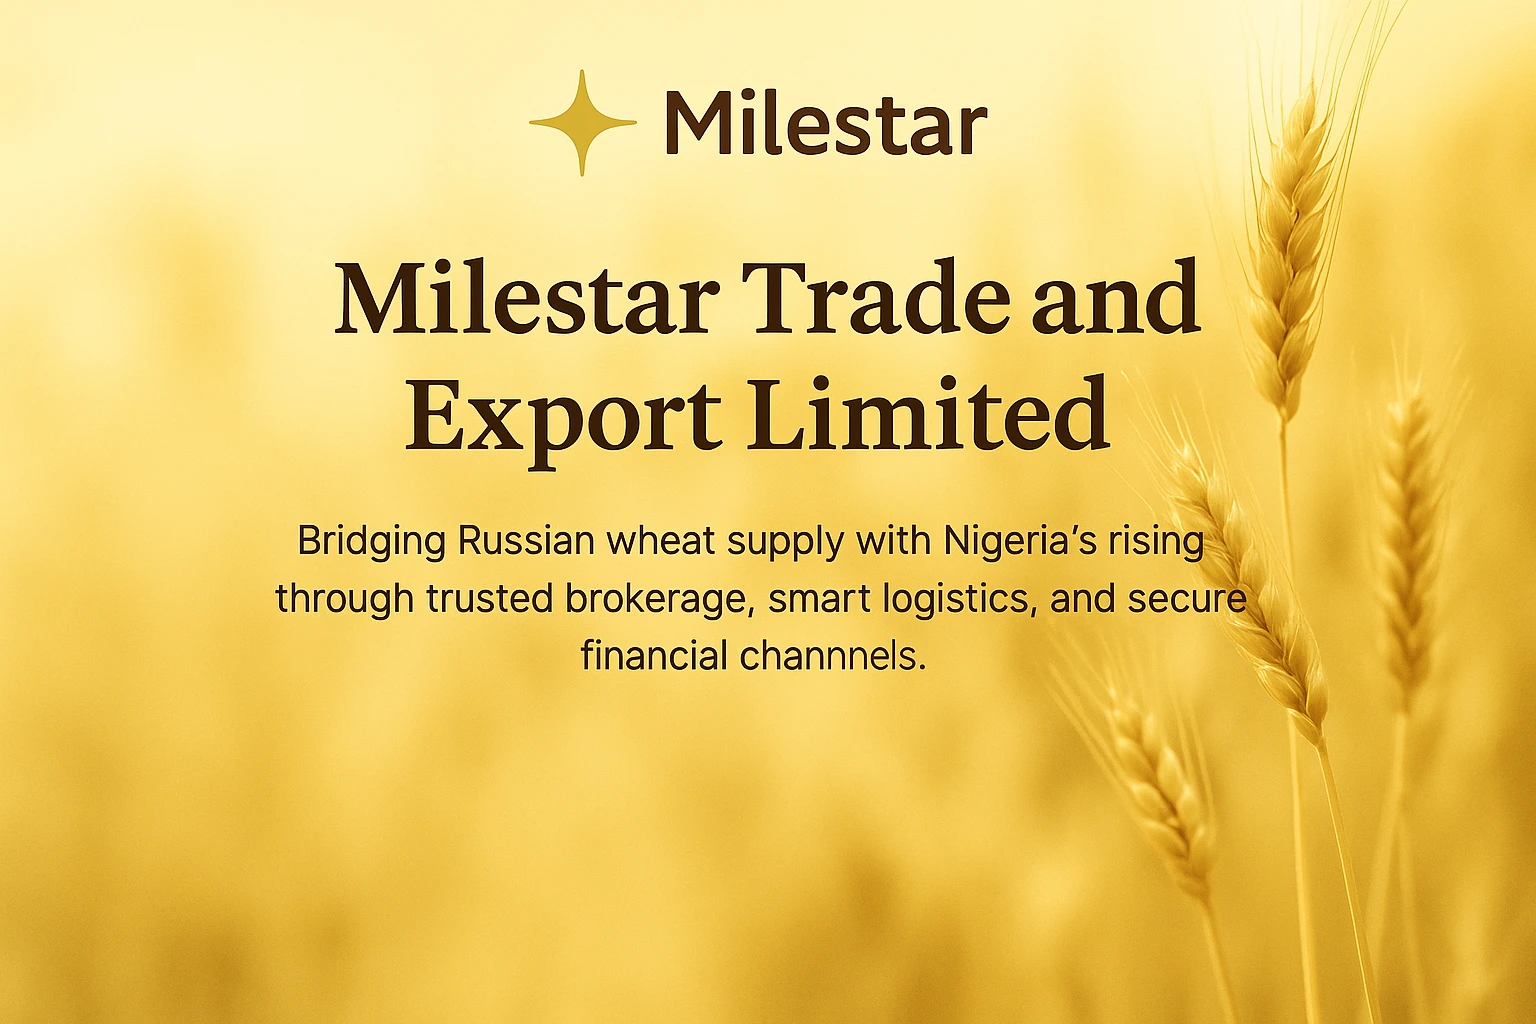 Milestar
Milestar Trade and
Export Limited
Bridging Russian wheat supply with Nigeria’s rising
through trusted brokerage, smart logistics, and secure
financial channnels.